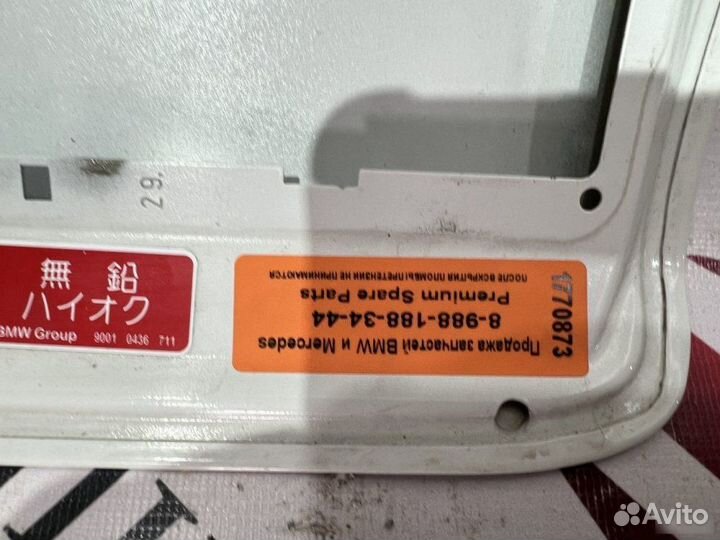 29.
無鉛
ハイオク
BMW Group 9001 0436 711
Продажа запчастей BMW и Mercedes
8-988-188-34-44
Premium Spare Parts
ПОСЛЕ ВСКРЫТИЯ ПЛОМБЫ ПРЕТЕНЗИИ НЕ ПРИНИМАЮТСЯ
1770873
Avito